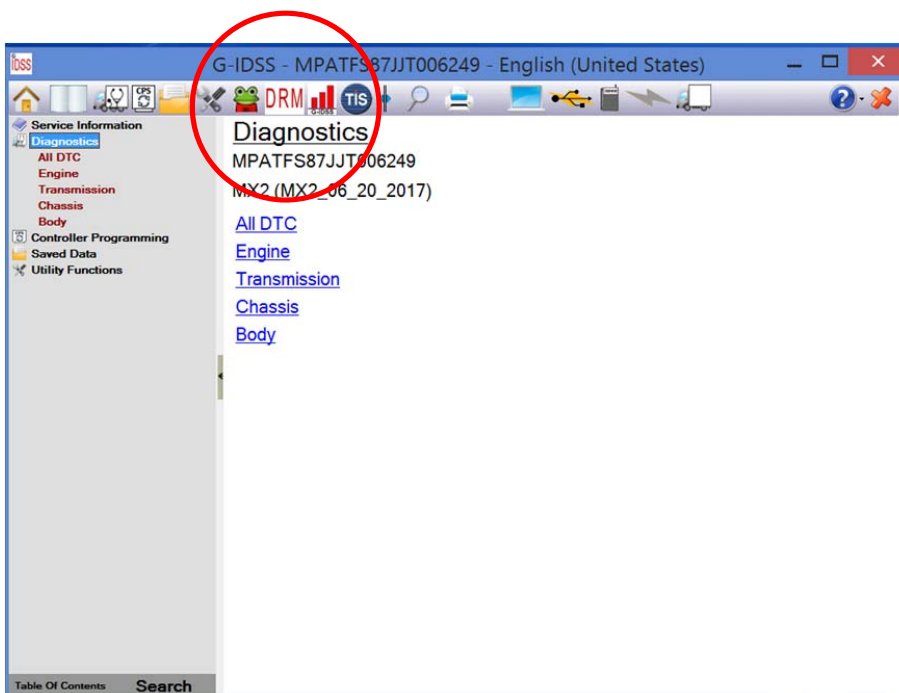 IDSS
G-IDSS - MPATFS87JJT006249 - English (United States)
CPS
DRM
G-IDSS
TIS
?
Service Information
Diagnostics
All DTC
Engine
Transmission
Chassis
Body
Controller Programming
Saved Data
Utility Functions
Diagnostics
MPATFS87JJT006249
MX2 (MX2_06_20_2017)
All DTC
Engine
Transmission
Chassis
Body
Table Of Contents Search